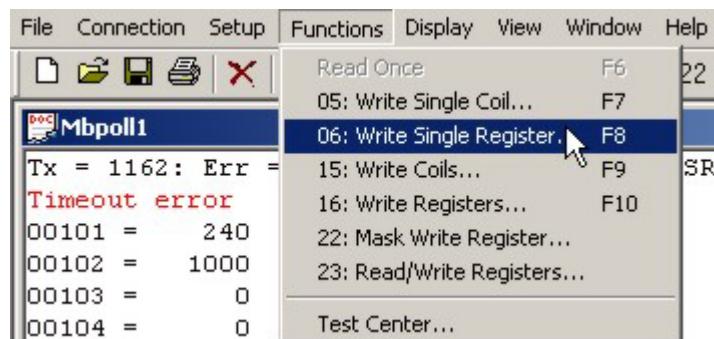 File Connection Setup Functions Display View Window Help
Read Once F6
22
05: Write Single Coil... F7
Mbpoll1
06: Write Single Register. F8
Tx = 1162: Err =
SR
15: Write Coils... F9
Timeout error
16: Write Registers... F10
00101 = 240
22: Mask Write Register...
00102 = 1000
23: Read/Write Registers...
00103 = 0
00104 = 0
Test Center...